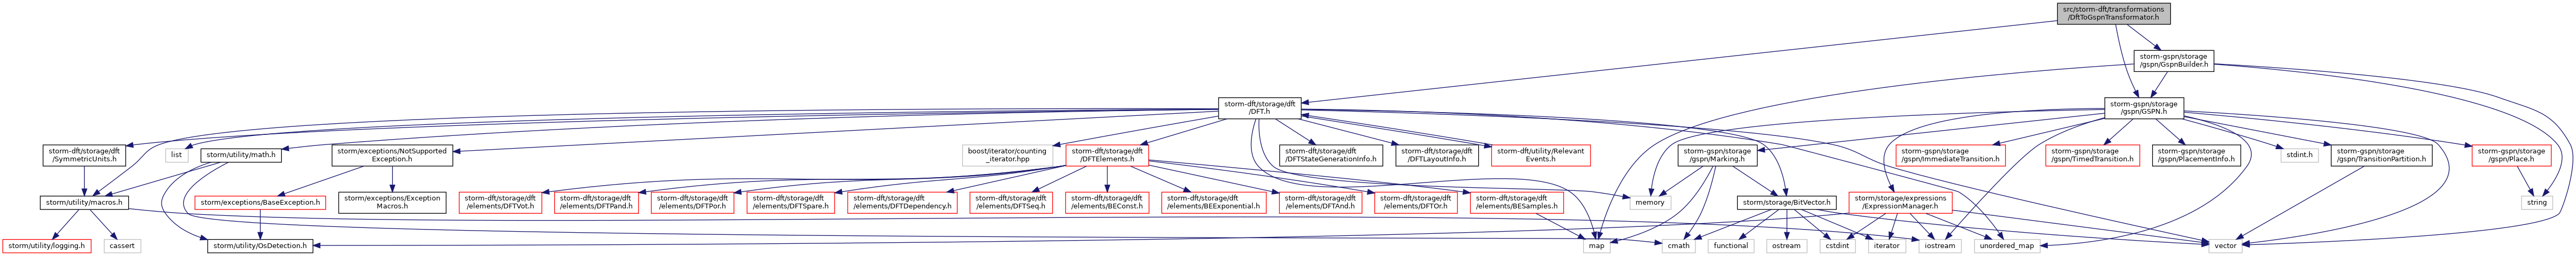 src/storm-dft/transformations
/DftToGspnTransformator.h
storm-gspn/storage
/gspn/GspnBuilder.h
storm-dft/storage/dft
/DFT.h
storm-gspn/storage
/gspn/GSPN.h
storm-dft/storage/dft
/SymmetricUnits.h
list
storm/utility/math.h
storm/exceptions/NotSupported
Exception.h
boost/iterator/counting
_iterator.hpp
storm-dft/storage/dft
/DFTElements.h
storm-dft/storage/dft
/DFTStateGenerationInfo.h
storm-dft/storage/dft
/DFTLayoutInfo.h
storm-dft/utility/Relevant
Events.h
storm-gspn/storage
/gspn/Marking.h
storm-gspn/storage
/gspn/ImmediateTransition.h
storm-gspn/storage
/gspn/TimedTransition.h
storm-gspn/storage
/gspn/PlacementInfo.h
stdint.h
storm-gspn/storage
/gspn/TransitionPartition.h
storm-gspn/storage
/gspn/Place.h
storm/utility/macros.h
storm/exceptions/BaseException.h
storm/exceptions/Exception
Macros.h
storm-dft/storage/dft
/elements/DFTVot.h
storm-dft/storage/dft
/elements/DFTPand.h
storm-dft/storage/dft
/elements/DFTPor.h
storm-dft/storage/dft
/elements/DFTSpare.h
storm-dft/storage/dft
/elements/DFTDependency.h
storm-dft/storage/dft
/elements/DFTSeq.h
storm-dft/storage/dft
/elements/BEConst.h
storm-dft/storage/dft
/elements/BEExponential.h
storm-dft/storage/dft
/elements/DFTAnd.h
storm-dft/storage/dft
/elements/DFTOr.h
storm-dft/storage/dft
/elements/BESamples.h
memory
storm/storage/BitVector.h
storm/storage/expressions
/ExpressionManager.h
string
storm/utility/logging.h
cassert
storm/utility/OsDetection.h
map
cmath
functional
ostream
cstdint
iterator
iostream
unordered_map
vector